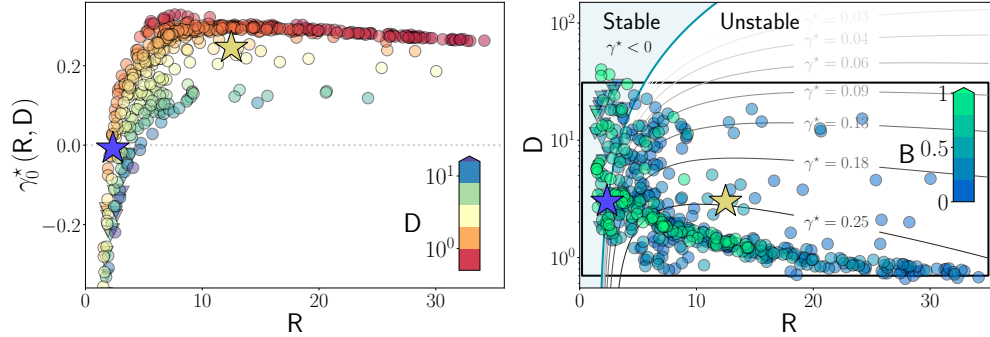 γ₀*(R, D)
0.2
0.0
−0.2
0
10
20
30
R
D
10¹
10⁰
Stable
Unstable
γ* < 0
10²
10¹
10⁰
D
0
10
20
30
R
0.03
0.04
0.06
0.09
γ* = 0.18
γ* = 0.25
B
1
0.5
0